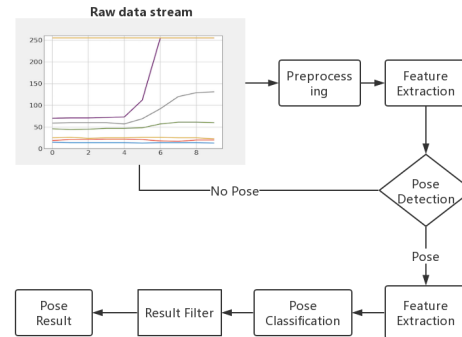 Raw data stream
250
200
150
100
50
0
0 2 4 6 8
Preprocess
ing
Feature
Extraction
Pose
Detection
No Pose
Pose
Feature
Extraction
Pose
Classification
Result Filter
Pose
Result